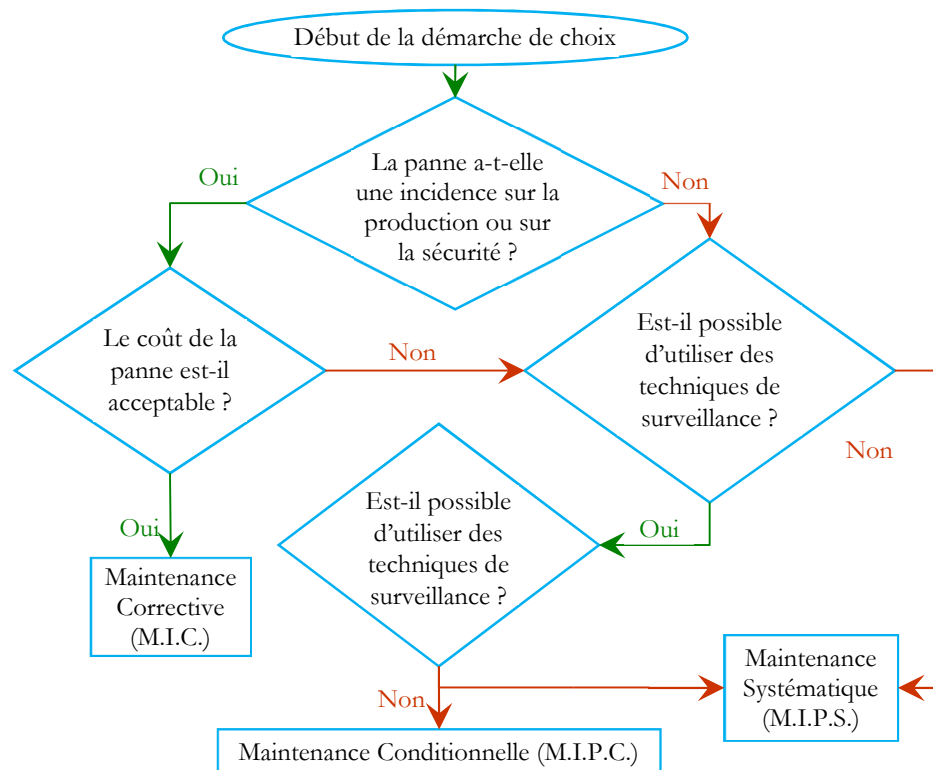 Début de la démarche de choix
La panne a-t-elle
une incidence sur la
production ou sur
la sécurité ?
Oui
Non
Le coût de la
panne est-il
acceptable ?
Non
Est-il possible
d’utiliser des
techniques de
surveillance ?
Non
Oui
Est-il possible
d’utiliser des
techniques de
surveillance ?
Oui
Maintenance
Corrective
(M.I.C.)
Non
Maintenance
Systématique
(M.I.P.S.)
Maintenance Conditionnelle (M.I.P.C.)